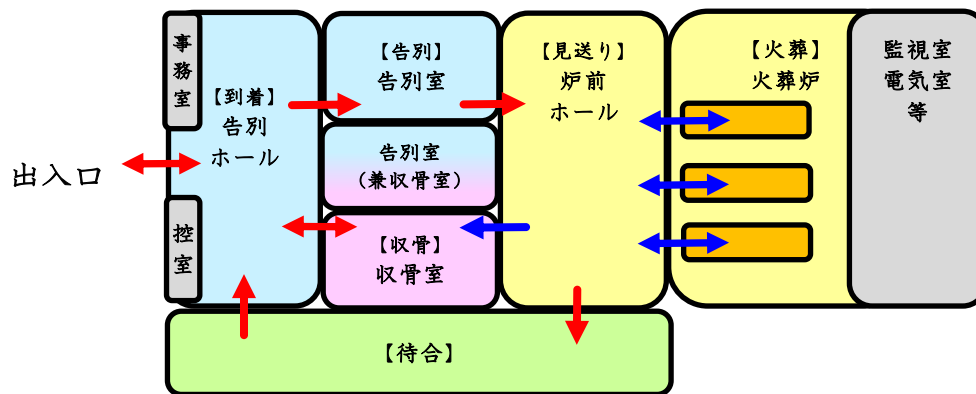 出入口
事務室
控室
【到着】
告別
ホール
【告別】
告別室
告別室
（兼収骨室）
【収骨】
収骨室
【見送り】
炉前
ホール
【火葬】
火葬炉
監視室
電気室
等
【待合】